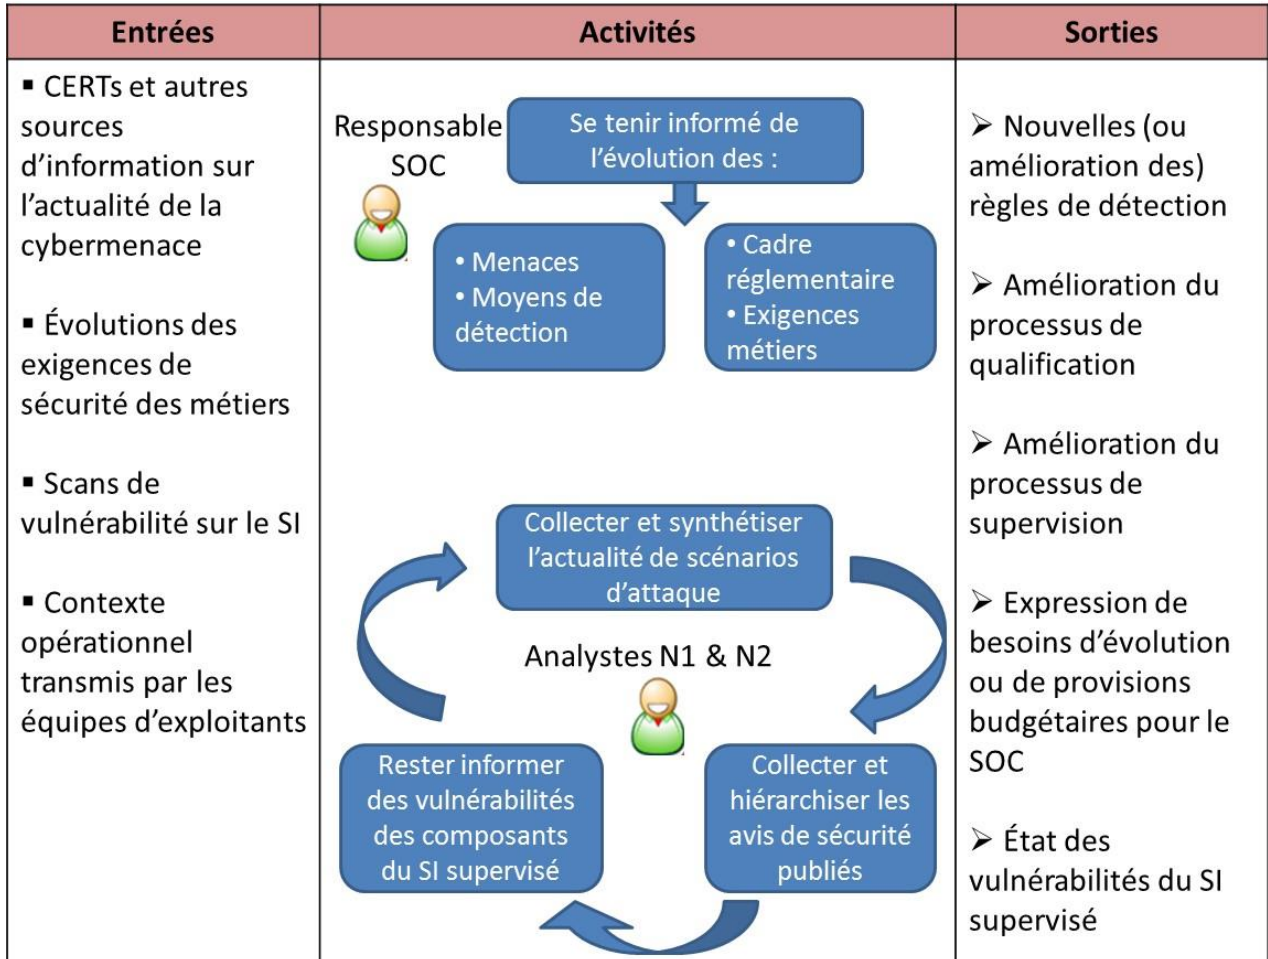 Entrées
Activités
Sorties
▪ CERTs et autres
sources
d'information sur
l'actualité de la
cybermenace
▪ Évolutions des
exigences de
sécurité des métiers
▪ Scans de
vulnérabilité sur le SI
▪ Contexte
opérationnel
transmis par les
équipes d'exploitants
Responsable
SOC
Se tenir informé de
l'évolution des :
• Menaces
• Moyens de
détection
• Cadre
réglementaire
• Exigences
métiers
Collecter et synthétiser
l'actualité de scénarios
d'attaque
Analystes N1 & N2
Rester informer
des vulnérabilités
des composants
du SI supervisé
Collecter et
hiérarchiser les
avis de sécurité
publiés
➢ Nouvelles (ou
amélioration des)
règles de détection
➢ Amélioration du
processus de
qualification
➢ Amélioration du
processus de
supervision
➢ Expression de
besoins d'évolution
ou de provisions
budgétaires pour le
SOC
➢ État des
vulnérabilités du SI
supervisé